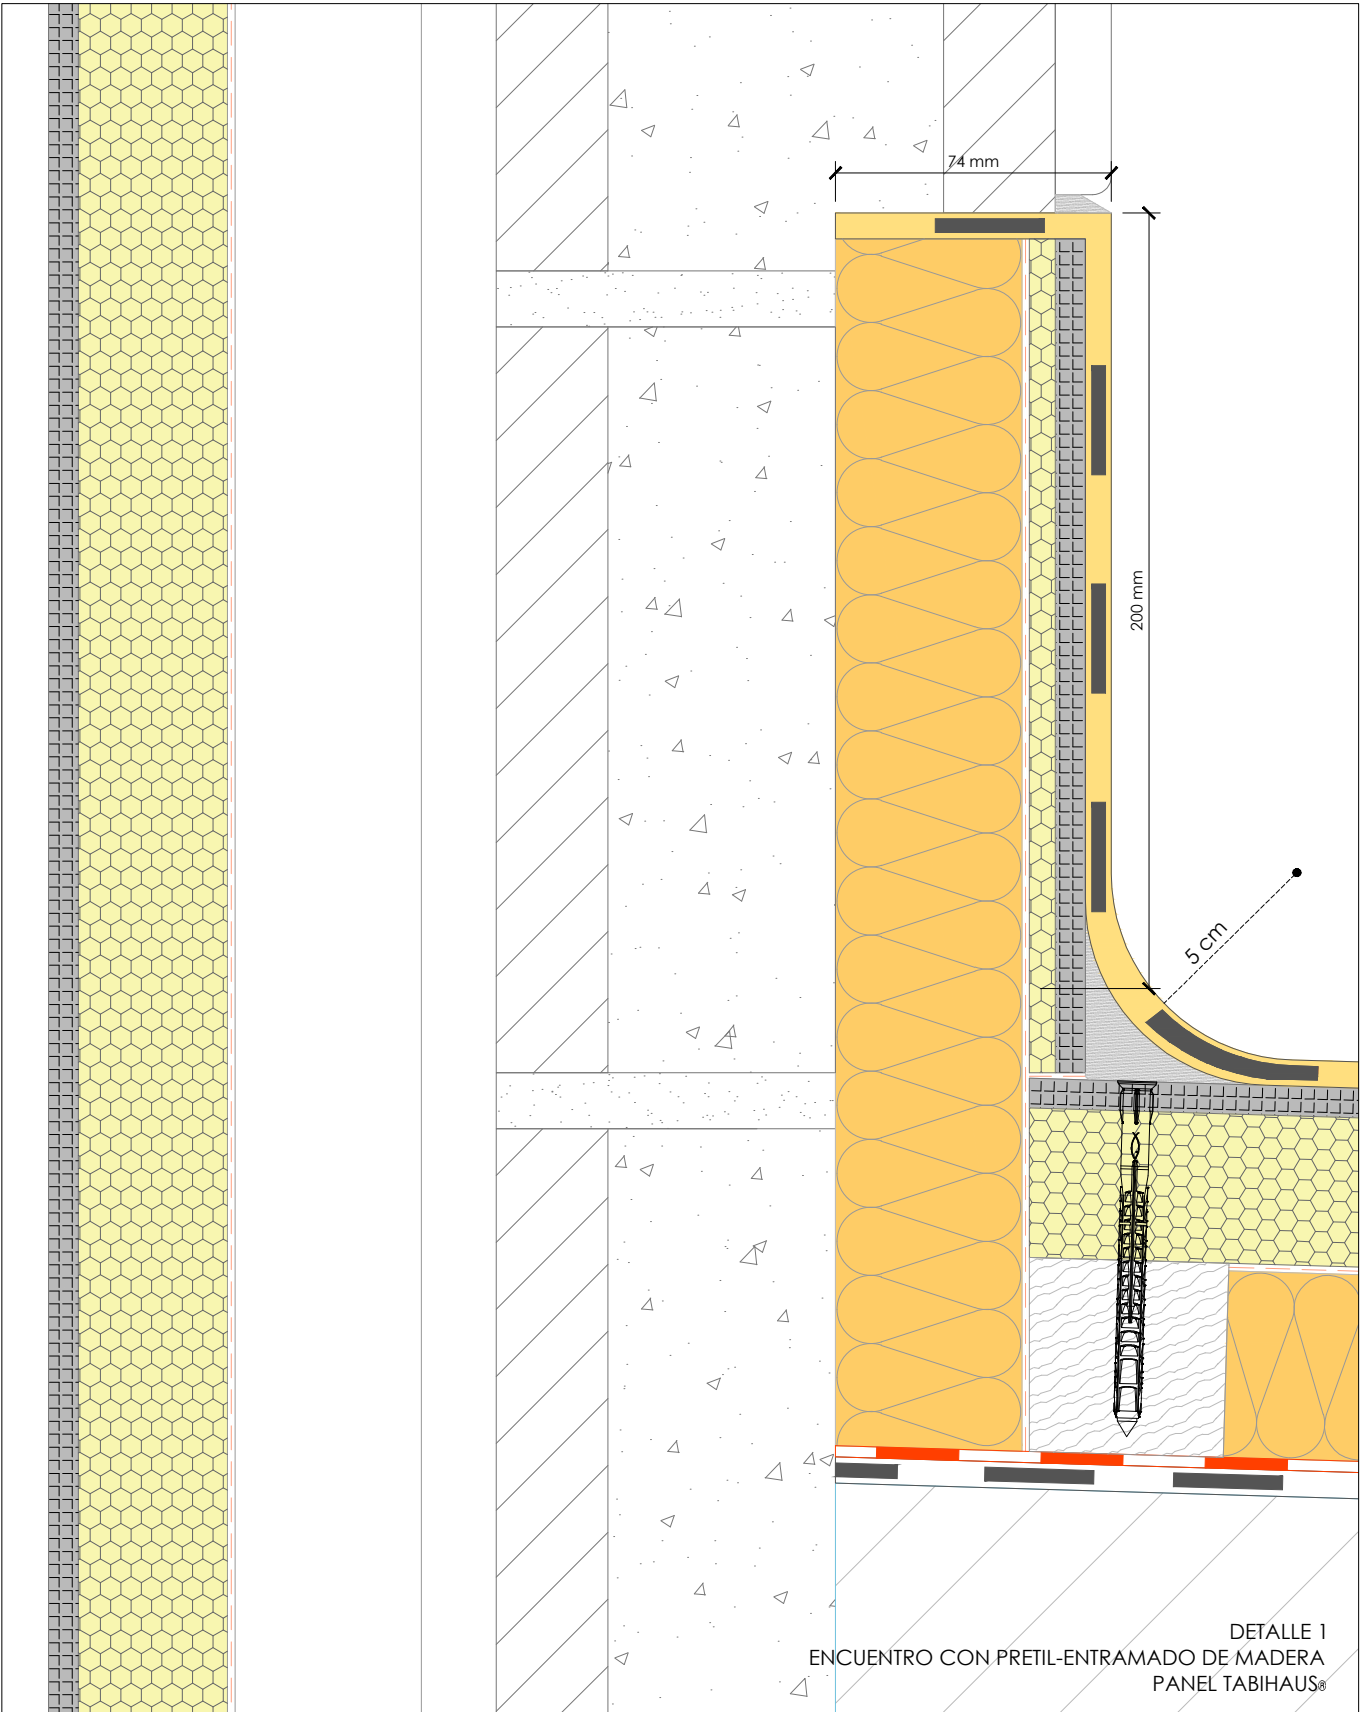 74 mm
200 mm
5 cm
DETALLE 1
ENCUENTRO CON PRETIL-ENTRAMADO DE MADERA
PANEL TABIHAUS®